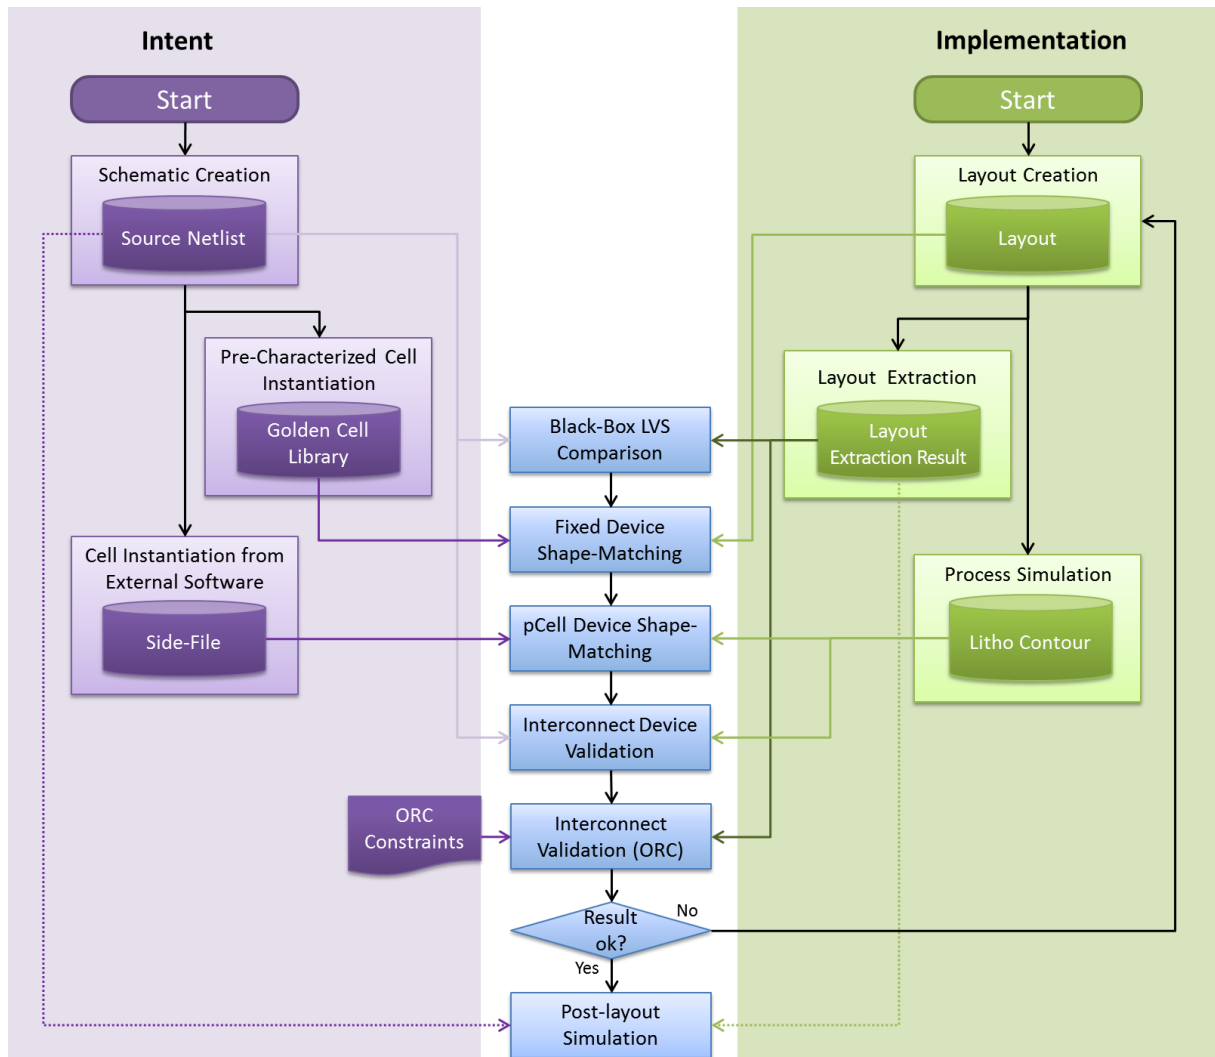 Intent
Implementation
Start
Start
Schematic Creation
Source Netlist
Layout Creation
Layout
Pre-Characterized Cell
Instantiation
Golden Cell
Library
Layout Extraction
Layout
Extraction Result
Black-Box LVS
Comparison
Fixed Device
Shape-Matching
Cell Instantiation from
External Software
Side-File
Process Simulation
Litho Contour
pCell Device Shape-
Matching
Interconnect Device
Validation
ORC
Constraints
Interconnect
Validation (ORC)
Result
ok?
No
Yes
Post-layout
Simulation